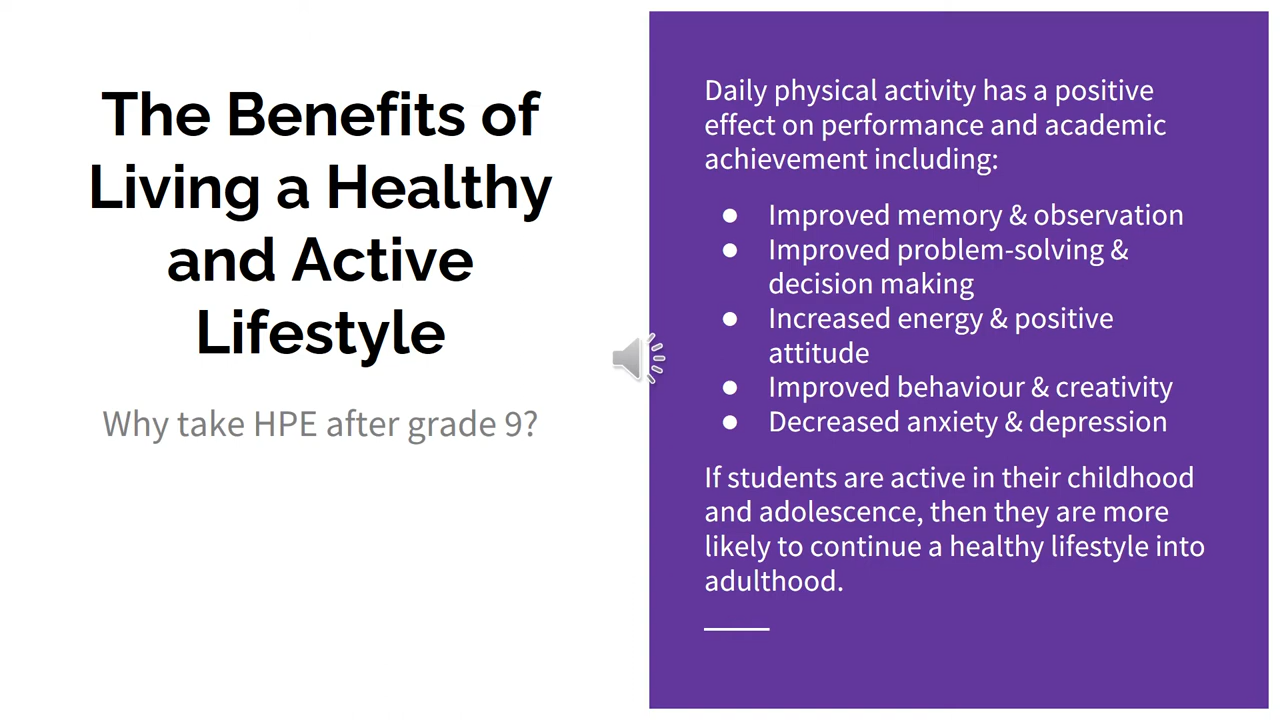 The Benefits of
Living a Healthy
and Active
Lifestyle
Why take HPE after grade 9?
Daily physical activity has a positive
effect on performance and academic
achievement including:
● Improved memory & observation
● Improved problem-solving &
decision making
● Increased energy & positive
attitude
● Improved behaviour & creativity
● Decreased anxiety & depression
If students are active in their childhood
and adolescence, then they are more
likely to continue a healthy lifestyle into
adulthood.